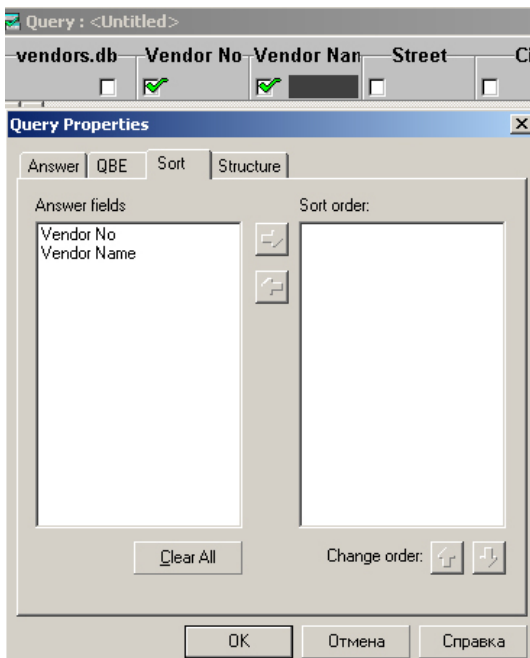 Query : <Untitled>
vendors.db Vendor No Vendor Nan Street Ci
Query Properties
Answer QBE Sort Structure
Answer fields Sort order:
Vendor No
Vendor Name
Clear All Change order:
OK Отмена Справка